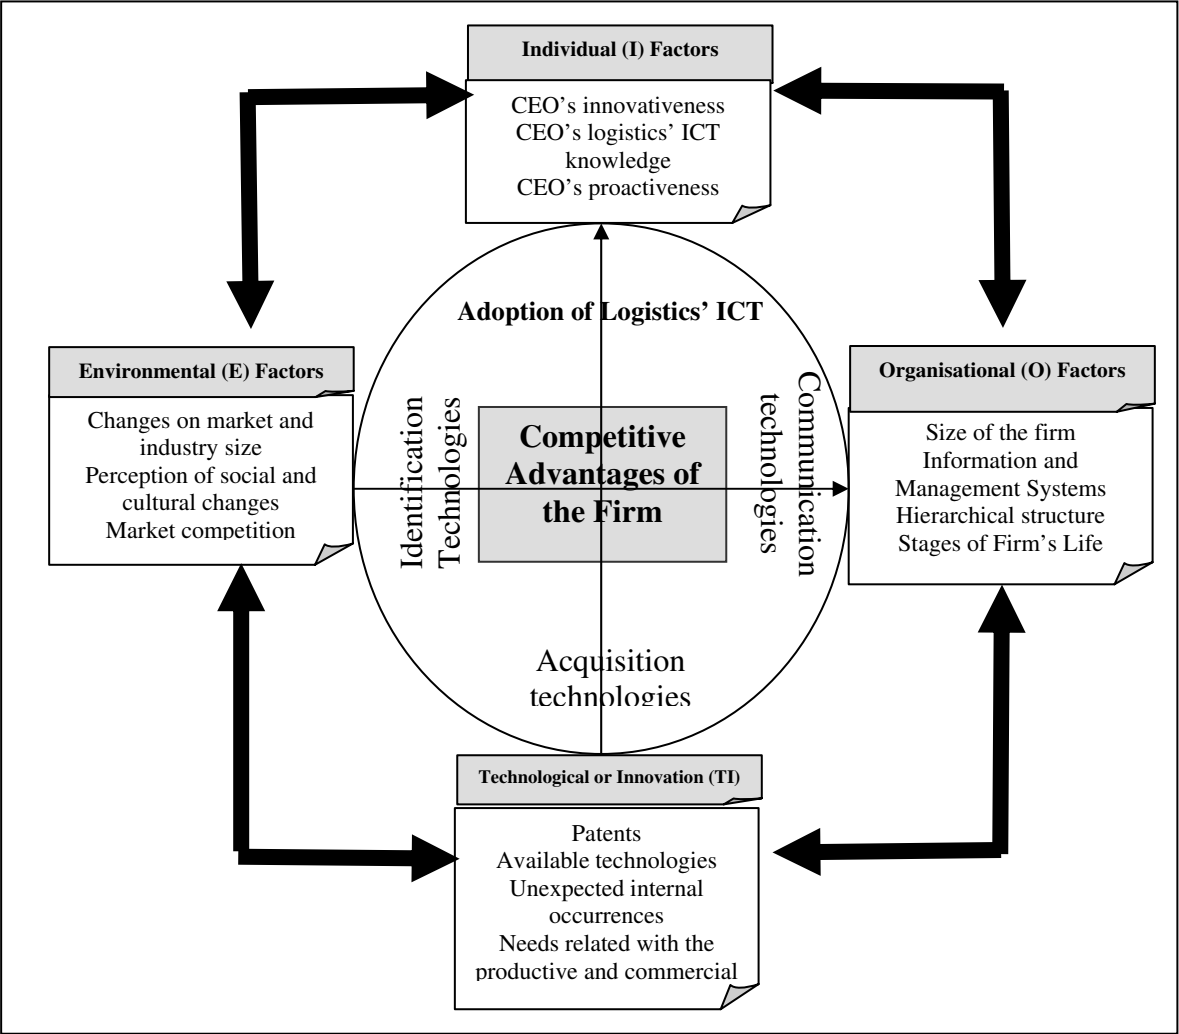 Individual (I) Factors
CEO's innovativeness
CEO's logistics' ICT
knowledge
CEO's proactiveness
Adoption of Logistics' ICT
Environmental (E) Factors
Changes on market and
industry size
Perception of social and
cultural changes
Market competition
Identification
Technologies
Competitive
Advantages of
the Firm
Communication
technologies
Organisational (O) Factors
Size of the firm
Information and
Management Systems
Hierarchical structure
Stages of Firm's Life
Acquisition
technologies
Technological or Innovation (TI)
Patents
Available technologies
Unexpected internal
occurrences
Needs related with the
productive and commercial